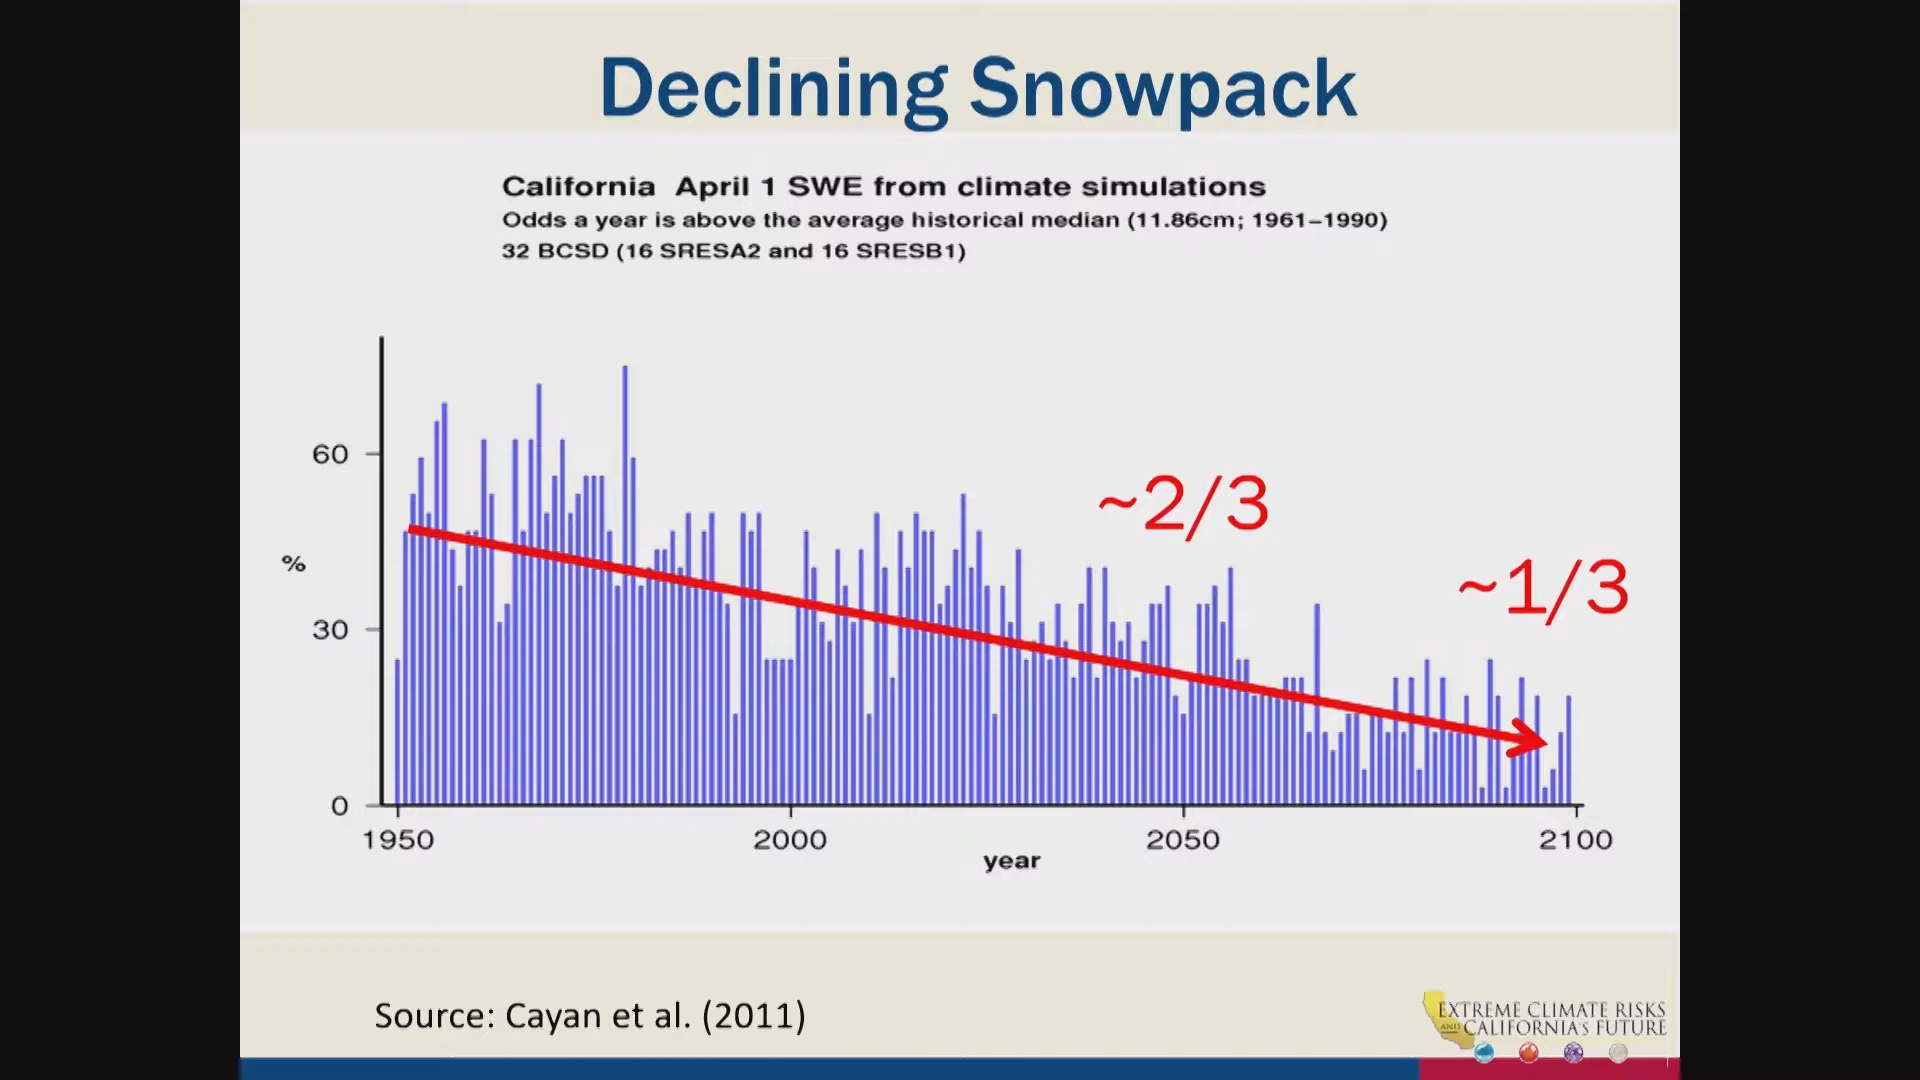 Declining Snowpack
California  April 1 SWE from climate simulations
Odds a year is above the average historical median (11.86cm; 1961–1990)
32 BCSD (16 SRESA2 and 16 SRESB1)
~2/3
~1/3
60
%
30
0
1950
2000
2050
2100
year
Source: Cayan et al. (2011)
EXTREME CLIMATE RISKS
AND CALIFORNIA'S FUTURE